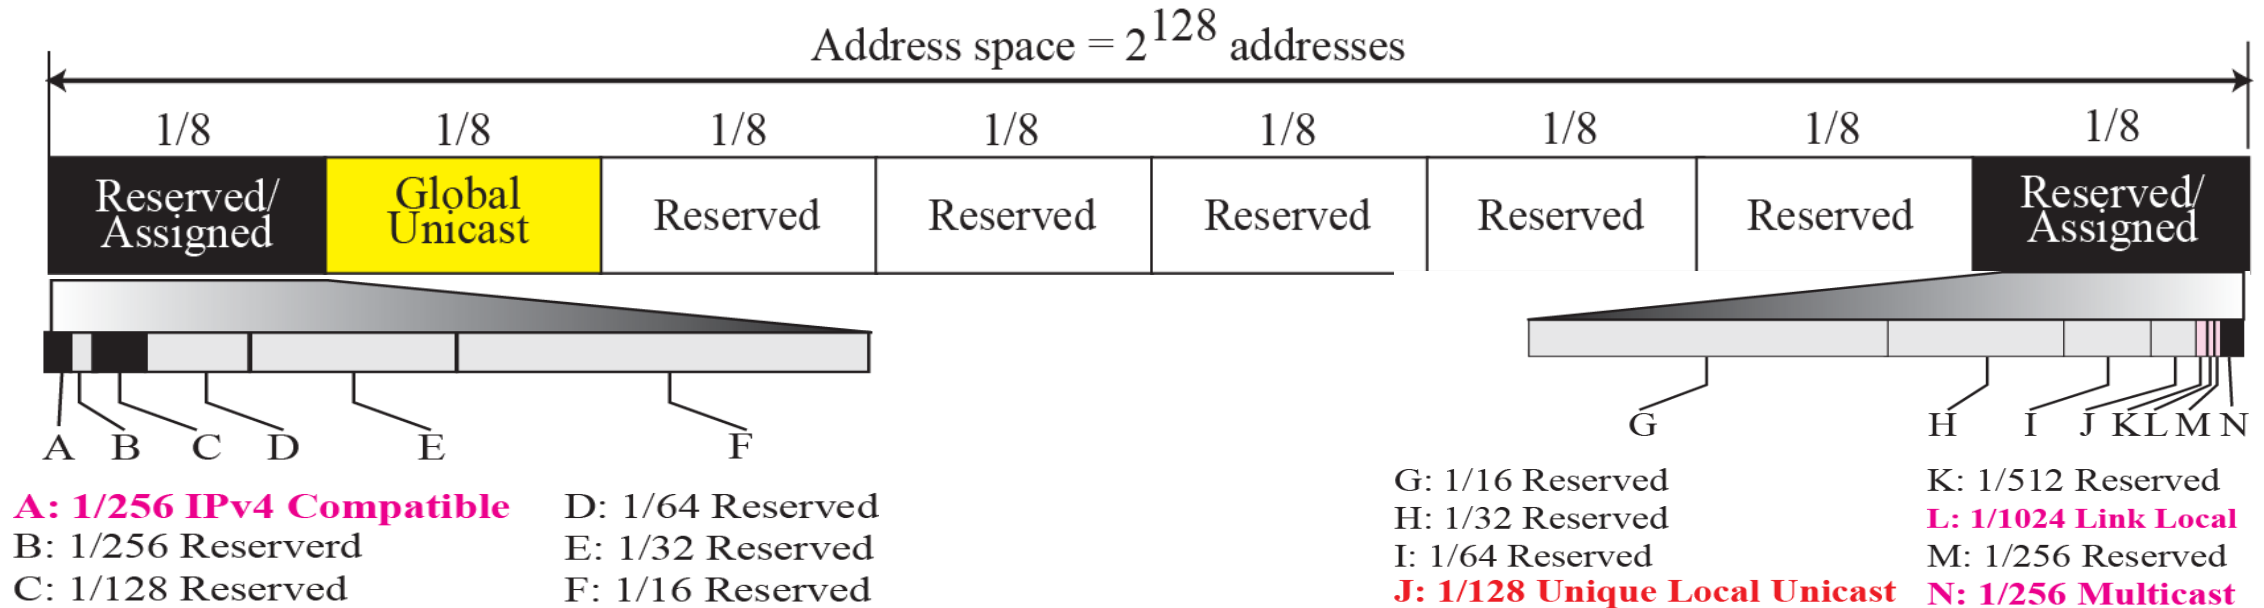 Address space = 2^128 addresses
1/8 1/8 1/8 1/8 1/8 1/8 1/8 1/8
Reserved/
Assigned
Global
Unicast
Reserved
Reserved
Reserved
Reserved
Reserved
Reserved/
Assigned
A B C D E F
G H I J K L M N
A: 1/256 IPv4 Compatible
B: 1/256 Reserverd
C: 1/128 Reserved
D: 1/64 Reserved
E: 1/32 Reserved
F: 1/16 Reserved
G: 1/16 Reserved
H: 1/32 Reserved
I: 1/64 Reserved
J: 1/128 Unique Local Unicast
K: 1/512 Reserved
L: 1/1024 Link Local
M: 1/256 Reserved
N: 1/256 Multicast